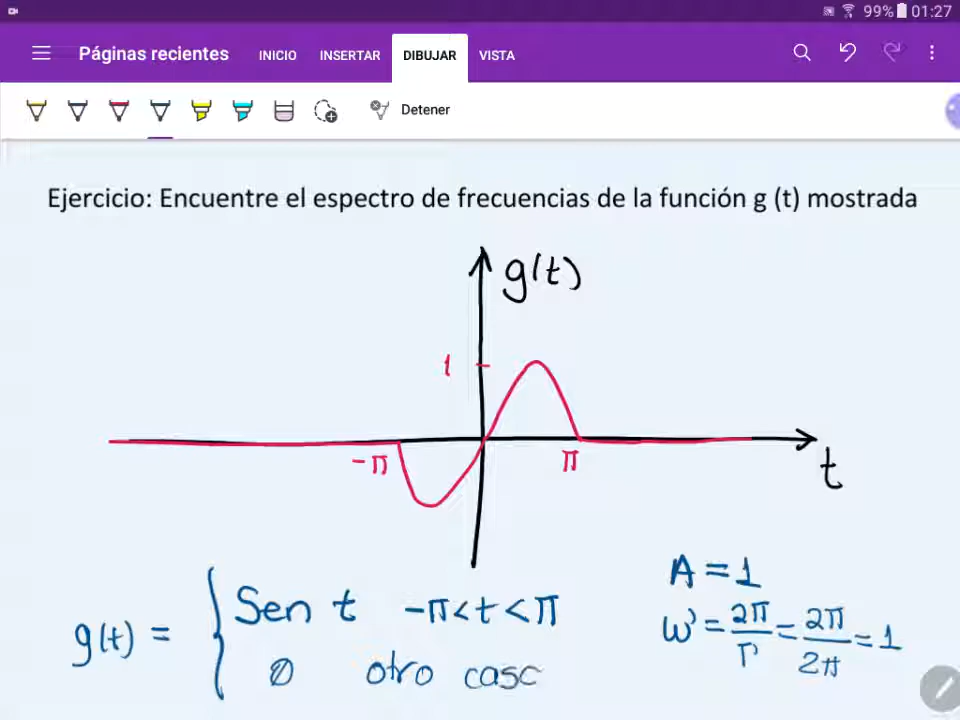 99% 01:27
Páginas recientes INICIO INSERTAR DIBUJAR VISTA
Detener
Ejercicio: Encuentre el espectro de frecuencias de la función g (t) mostrada
g(t)
1
-π π
t
A = 1
g(t) = { Sen t -π < t < π
0 otro caso
ω = 2π/T = 2π/2π = 1